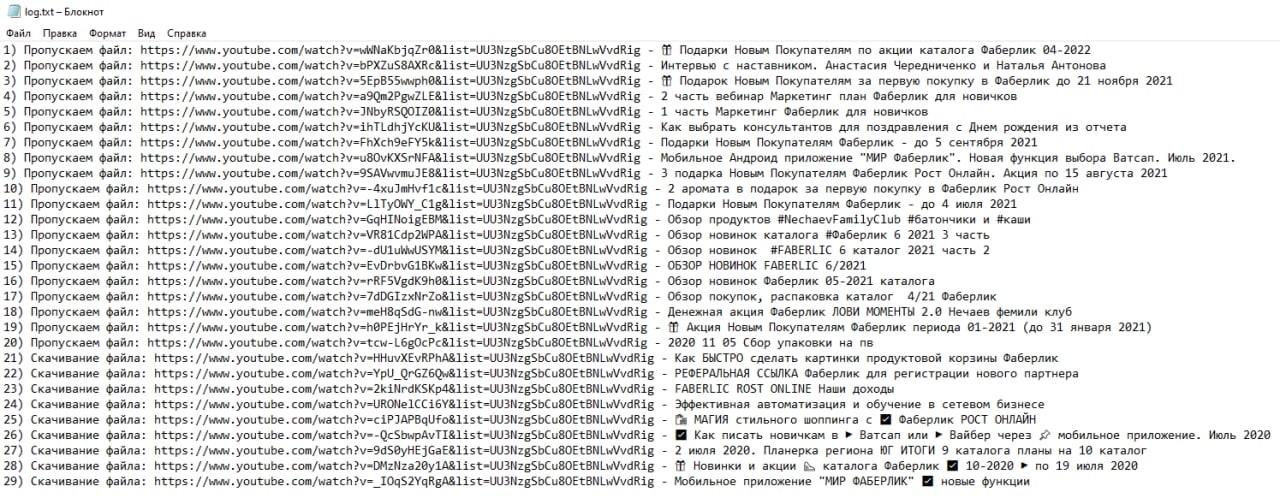 log.txt – Блокнот
Файл Правка Формат Вид Справка
1) Пропускаем файл: https://www.youtube.com/watch?v=wWNaKbjqZr0&list=UU3NzgSbCu8OEtBNLwVvdRig - 🎁 Подарки Новым Покупателям по акции каталога Фаберлик 04-2022
2) Пропускаем файл: https://www.youtube.com/watch?v=bPXZuS8AXRc&list=UU3NzgSbCu8OEtBNLwVvdRig - Интервью с наставником. Анастасия Чередниченко и Наталья Антонова
3) Пропускаем файл: https://www.youtube.com/watch?v=5EpB55wwph0&list=UU3NzgSbCu8OEtBNLwVvdRig - 🎁 Подарок Новым Покупателям за первую покупку в Фаберлик до 21 ноября 2021
4) Пропускаем файл: https://www.youtube.com/watch?v=a9Qm2PgwZLE&list=UU3NzgSbCu8OEtBNLwVvdRig - 2 часть вебинар Маркетинг план Фаберлик для новичков
5) Пропускаем файл: https://www.youtube.com/watch?v=JNbyRSQOIZ0&list=UU3NzgSbCu8OEtBNLwVvdRig - 1 часть Маркетинг Фаберлик для новичков
6) Пропускаем файл: https://www.youtube.com/watch?v=ihTLdhjYcKU&list=UU3NzgSbCu8OEtBNLwVvdRig - Как выбрать консультантов для поздравления с Днем рождения из отчета
7) Пропускаем файл: https://www.youtube.com/watch?v=FhXch9eFY5k&list=UU3NzgSbCu8OEtBNLwVvdRig - Подарки Новым Покупателям Фаберлик - до 5 сентября 2021
8) Пропускаем файл: https://www.youtube.com/watch?v=u8OvKXSrNFA&list=UU3NzgSbCu8OEtBNLwVvdRig - Мобильное Андроид приложение "МИР Фаберлик". Новая функция выбора Ватсап. Июль 2021.
9) Пропускаем файл: https://www.youtube.com/watch?v=9SAVwvmuJE8&list=UU3NzgSbCu8OEtBNLwVvdRig - 3 подарка Новым Покупателям Фаберлик Рост Онлайн. Акция по 15 августа 2021
10) Пропускаем файл: https://www.youtube.com/watch?v=-4xuJmHvf1c&list=UU3NzgSbCu8OEtBNLwVvdRig - 2 аромата в подарок за первую покупку в Фаберлик Рост Онлайн
11) Пропускаем файл: https://www.youtube.com/watch?v=LlTyOWY_C1g&list=UU3NzgSbCu8OEtBNLwVvdRig - Подарки Новым Покупателям Фаберлик - до 4 июля 2021
12) Пропускаем файл: https://www.youtube.com/watch?v=GqHINoigEBM&list=UU3NzgSbCu8OEtBNLwVvdRig - Обзор продуктов #NechaevFamilyClub #батончики и #каши
13) Пропускаем файл: https://www.youtube.com/watch?v=VR81Cdp2WPA&list=UU3NzgSbCu8OEtBNLwVvdRig - Обзор новинок каталога #Фаберлик 6 2021 3 часть
14) Пропускаем файл: https://www.youtube.com/watch?v=-dU1uWwUSYM&list=UU3NzgSbCu8OEtBNLwVvdRig - Обзор новинок  #FABERLIC 6 каталог 2021 часть 2
15) Пропускаем файл: https://www.youtube.com/watch?v=EvDrbvG1BKw&list=UU3NzgSbCu8OEtBNLwVvdRig - ОБЗОР НОВИНОК FABERLIC 6/2021
16) Пропускаем файл: https://www.youtube.com/watch?v=rRF5VgdK9h0&list=UU3NzgSbCu8OEtBNLwVvdRig - Обзор новинок Фаберлик 05-2021 каталога
17) Пропускаем файл: https://www.youtube.com/watch?v=7dDGIzxNrZo&list=UU3NzgSbCu8OEtBNLwVvdRig - Обзор покупок, распаковка каталог  4/21 Фаберлик
18) Пропускаем файл: https://www.youtube.com/watch?v=meH8qSdG-nw&list=UU3NzgSbCu8OEtBNLwVvdRig - Денежная акция Фаберлик ЛОВИ МОМЕНТЫ 2.0 Нечаев фемили клуб
19) Пропускаем файл: https://www.youtube.com/watch?v=h0PEjHrYr_k&list=UU3NzgSbCu8OEtBNLwVvdRig - 🎁 Акция Новым Покупателям Фаберлик периода 01-2021 (до 31 января 2021)
20) Пропускаем файл: https://www.youtube.com/watch?v=tcw-L6gOcPc&list=UU3NzgSbCu8OEtBNLwVvdRig - 2020 11 05 Сбор упаковки на пв
21) Скачивание файла: https://www.youtube.com/watch?v=HHuvXEvRPhA&list=UU3NzgSbCu8OEtBNLwVvdRig - Как БЫСТРО сделать картинки продуктовой корзины Фаберлик
22) Скачивание файла: https://www.youtube.com/watch?v=YpU_QrGZ6Qw&list=UU3NzgSbCu8OEtBNLwVvdRig - РЕФЕРАЛЬНАЯ ССЫЛКА Фаберлик для регистрации нового партнера
23) Скачивание файла: https://www.youtube.com/watch?v=2kiNrdKSKp4&list=UU3NzgSbCu8OEtBNLwVvdRig - FABERLIC ROST ONLINE Наши доходы
24) Скачивание файла: https://www.youtube.com/watch?v=URONelCCi6Y&list=UU3NzgSbCu8OEtBNLwVvdRig - Эффективная автоматизация и обучение в сетевом бизнесе
25) Скачивание файла: https://www.youtube.com/watch?v=ciPJAPBqUfo&list=UU3NzgSbCu8OEtBNLwVvdRig - 🛍 МАГИЯ стильного шоппинга с ✅ Фаберлик РОСТ ОНЛАЙН
26) Скачивание файла: https://www.youtube.com/watch?v=-QcSbwpAvTI&list=UU3NzgSbCu8OEtBNLwVvdRig - ✅ Как писать новичкам в ► Ватсап или ► Вайбер через 📌 мобильное приложение. Июль 2020
27) Скачивание файла: https://www.youtube.com/watch?v=9dS0yHEjGaE&list=UU3NzgSbCu8OEtBNLwVvdRig - 2 июля 2020. Планерка региона ЮГ ИТОГИ 9 каталога планы на 10 каталог
28) Скачивание файла: https://www.youtube.com/watch?v=DMzNza20y1A&list=UU3NzgSbCu8OEtBNLwVvdRig - 🎁 Новинки и акции 👠 каталога Фаберлик ✅ 10-2020 ► по 19 июля 2020
29) Скачивание файла: https://www.youtube.com/watch?v=_IOqS2YqRgA&list=UU3NzgSbCu8OEtBNLwVvdRig - Мобильное приложение "МИР ФАБЕРЛИК" ✅ новые функции